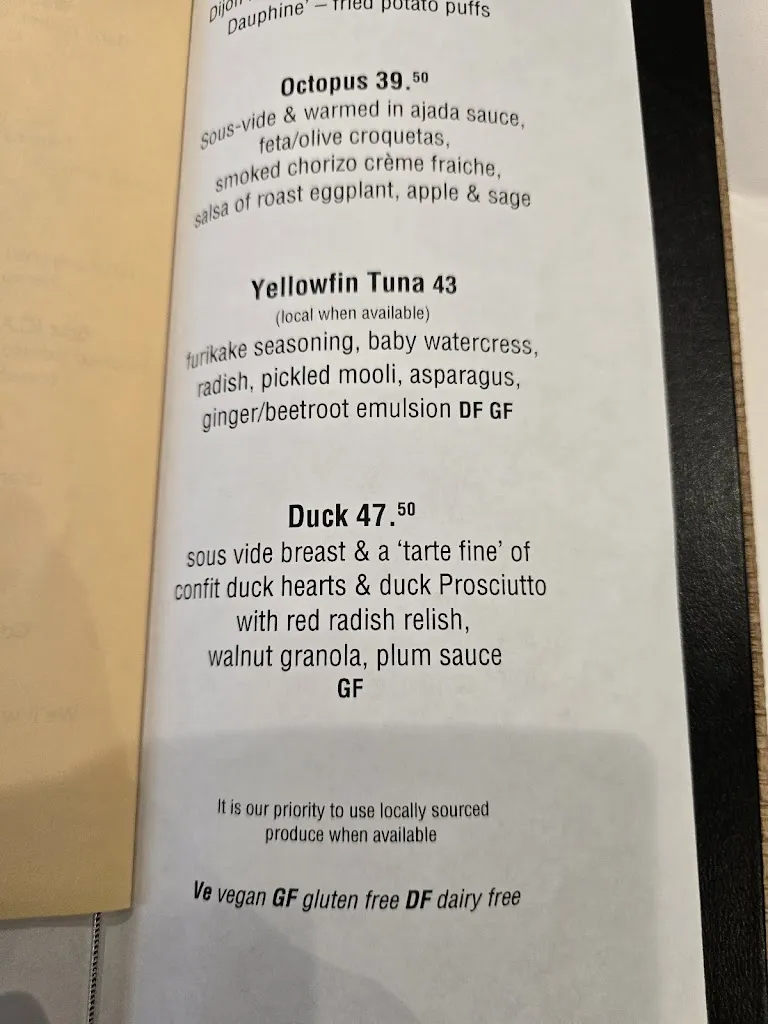 Dijon
Dauphine' – fried potato puffs
Octopus 39.50
Sous-vide & warmed in ajada sauce,
feta/olive croquetas,
smoked chorizo crème fraiche,
salsa of roast eggplant, apple & sage
Yellowfin Tuna 43
(local when available)
furikake seasoning, baby watercress,
radish, pickled mooli, asparagus,
ginger/beetroot emulsion DF GF
Duck 47.50
sous vide breast & a ‘tarte fine’ of
confit duck hearts & duck Prosciutto
with red radish relish,
walnut granola, plum sauce
GF
It is our priority to use locally sourced
produce when available
Ve vegan GF gluten free DF dairy free